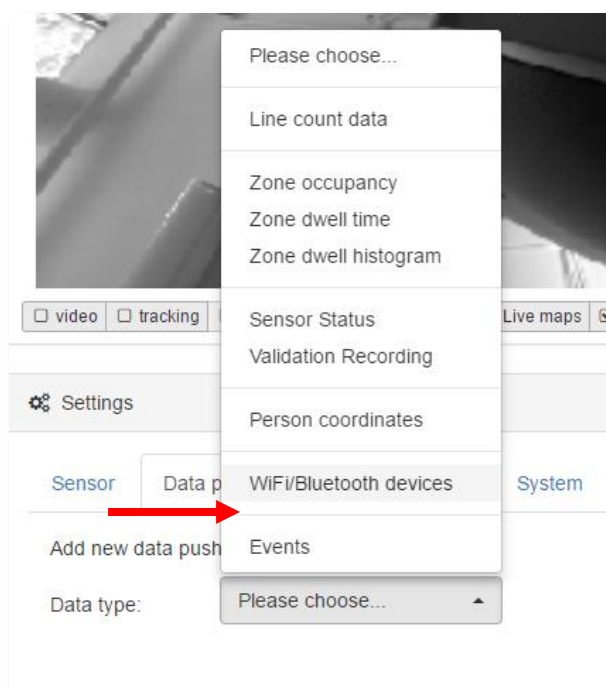 Please choose...
Line count data
Zone occupancy
Zone dwell time
Zone dwell histogram
Sensor Status
Validation Recording
Person coordinates
WiFi/Bluetooth devices
Events
video tracking Live maps
Settings
Sensor Data p System
Add new data push
Data type: Please choose...